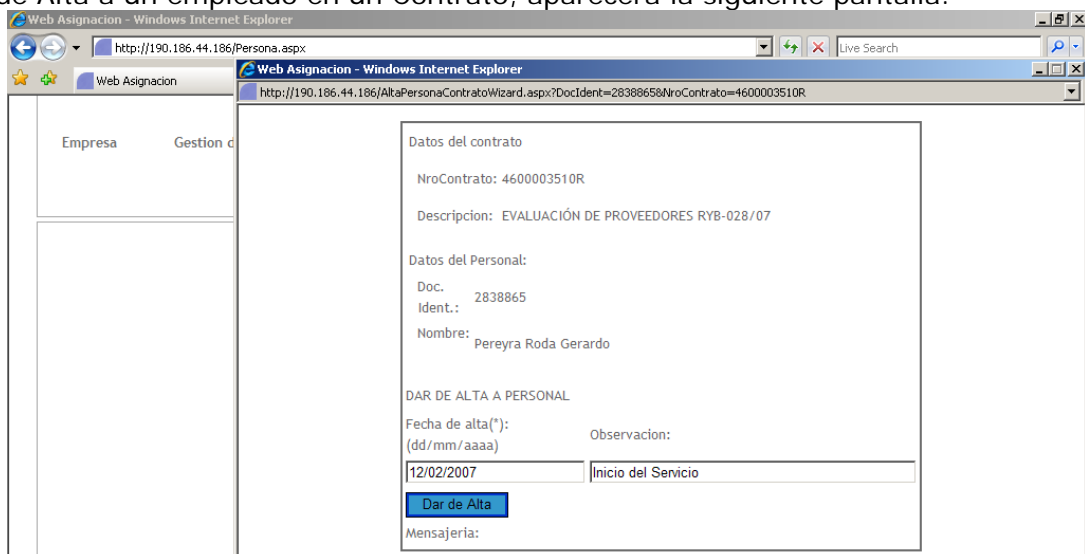 de Alta a un empleado en un Contrato, aparecerá la siguiente pantalla:
Web Asignacion - Windows Internet Explorer
http://190.186.44.186/Persona.aspx
Live Search
Web Asignacion
Web Asignacion - Windows Internet Explorer
http://190.186.44.186/AltaPersonaContratoWizard.aspx?DocIdent=2838865&NroContrato=4600003510R
Empresa Gestion d
Datos del contrato
NroContrato: 4600003510R
Descripcion: EVALUACIÓN DE PROVEEDORES RYB-028/07
Datos del Personal:
Doc.
Ident.: 2838865
Nombre: Pereyra Roda Gerardo
DAR DE ALTA A PERSONAL
Fecha de alta(*):
(dd/mm/aaaa)
Observacion:
12/02/2007 Inicio del Servicio
Dar de Alta
Mensajeria: